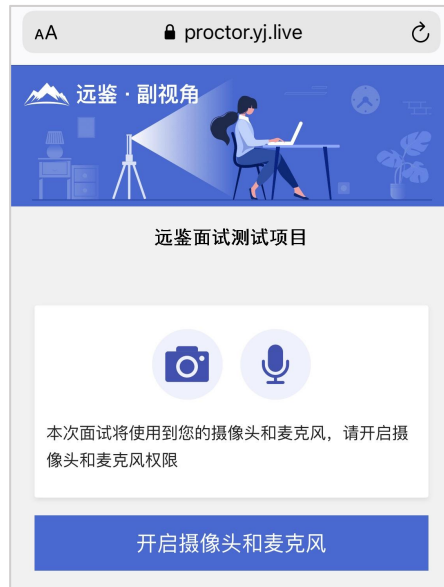 AA
proctor.yj.live
远鉴·副视角
远鉴面试测试项目
本次面试将使用到您的摄像头和麦克风，请开启摄
像头和麦克风权限
开启摄像头和麦克风